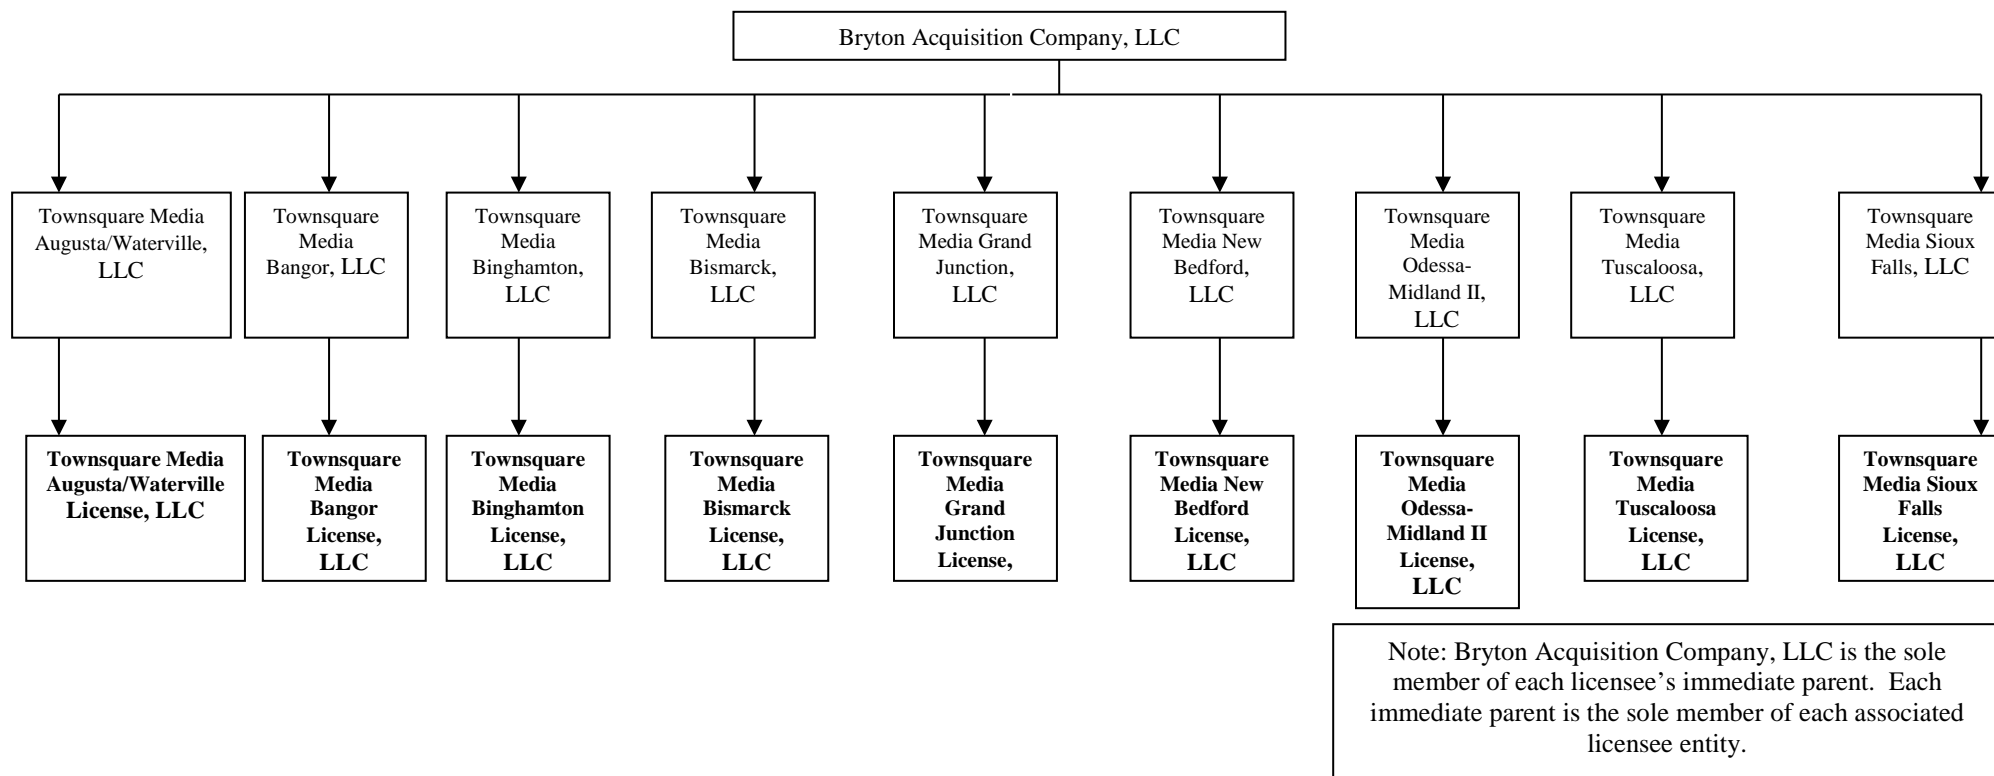 Bryton Acquisition Company, LLC
Townsquare Media
Augusta/Waterville,
LLC
Townsquare
Media
Bangor, LLC
Townsquare
Media
Binghamton,
LLC
Townsquare
Media
Bismarck,
LLC
Townsquare
Media Grand
Junction,
LLC
Townsquare
Media New
Bedford,
LLC
Townsquare
Media
Odessa-
Midland II,
LLC
Townsquare
Media
Tuscaloosa,
LLC
Townsquare
Media Sioux
Falls, LLC
Townsquare Media
Augusta/Waterville
License, LLC
Townsquare
Media
Bangor
License,
LLC
Townsquare
Media
Binghamton
License,
LLC
Townsquare
Media
Bismarck
License,
LLC
Townsquare
Media
Grand
Junction
License,
Townsquare
Media New
Bedford
License,
LLC
Townsquare
Media
Odessa-
Midland II
License,
LLC
Townsquare
Media
Tuscaloosa
License,
LLC
Townsquare
Media Sioux
Falls
License,
LLC
Note: Bryton Acquisition Company, LLC is the sole
member of each licensee’s immediate parent.  Each
immediate parent is the sole member of each associated
licensee entity.